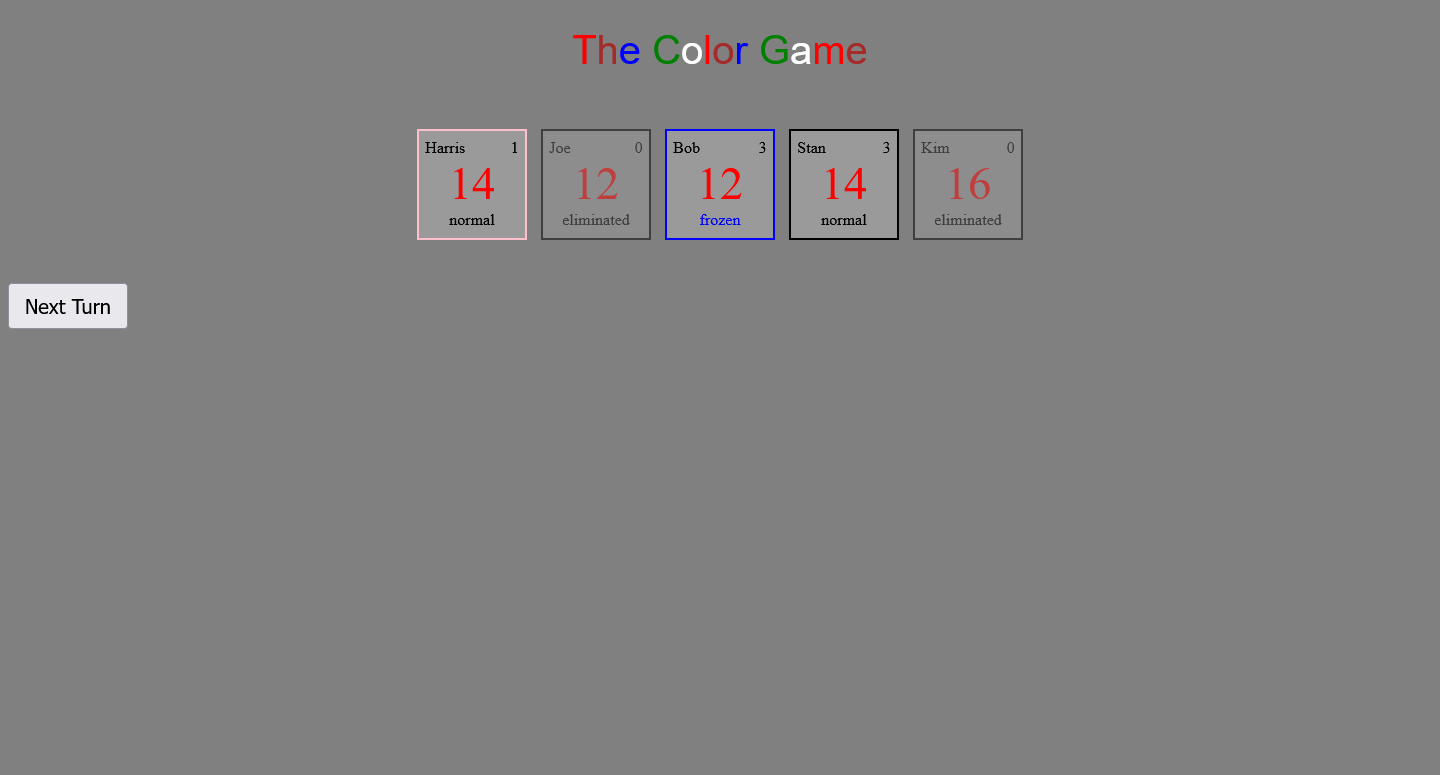 The Color Game
Harris 1
14
normal
Joe 0
12
eliminated
Bob 3
12
frozen
Stan 3
14
normal
Kim 0
16
eliminated
Next Turn